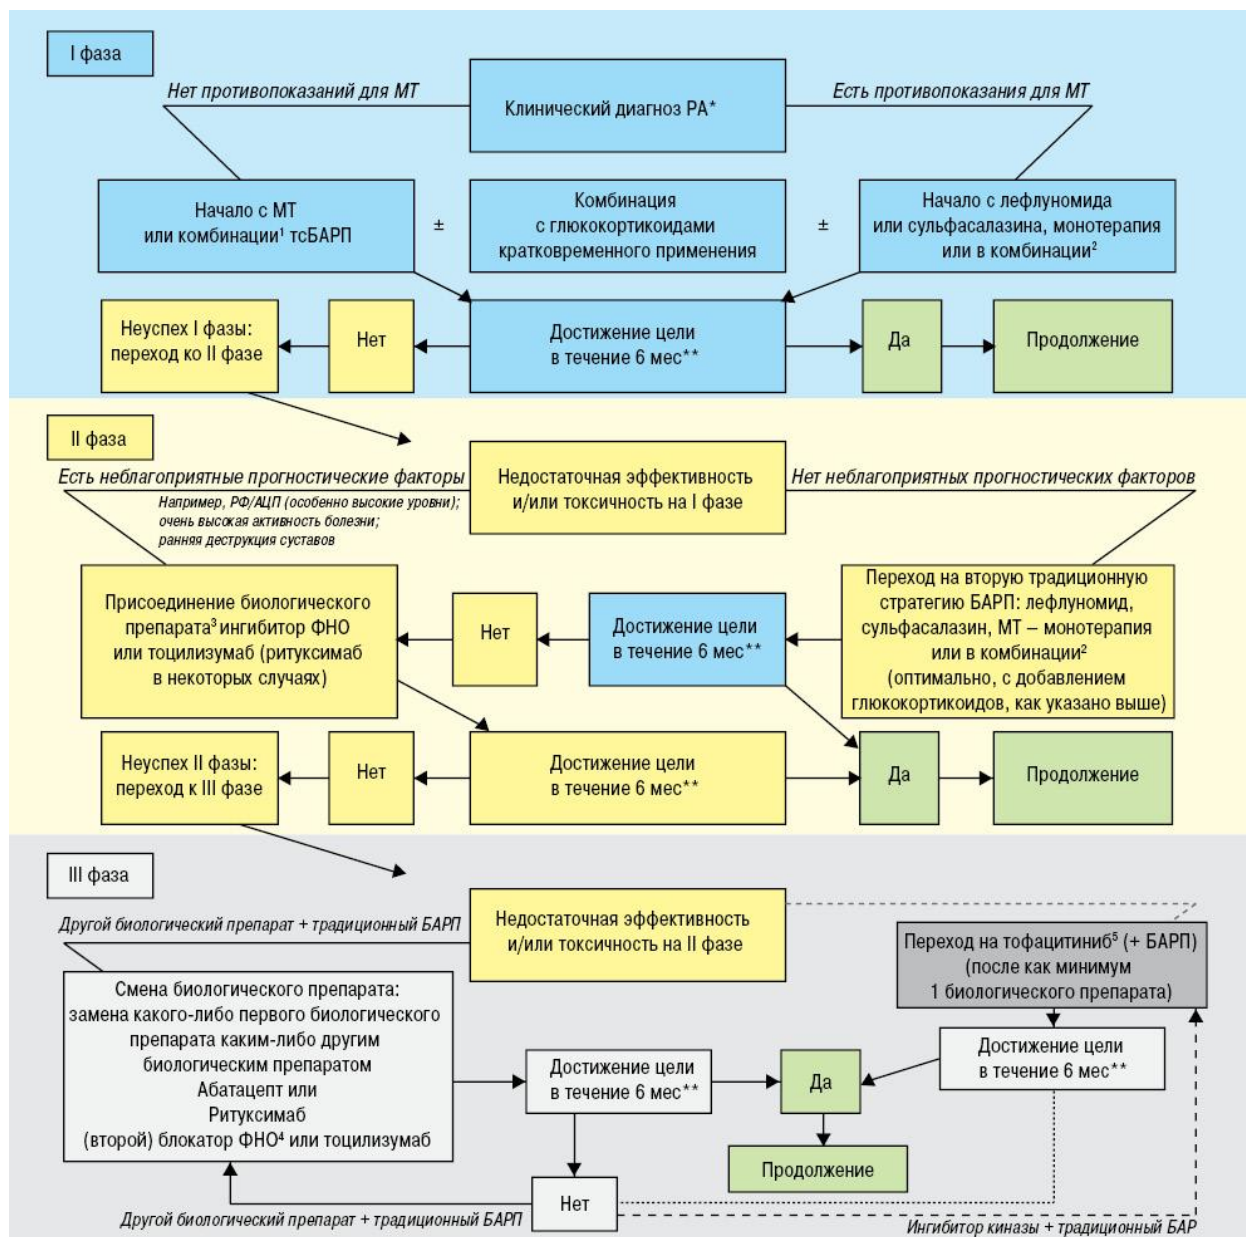 I фаза
Нет противопоказаний для МТ
Клинический диагноз РА*
Есть противопоказания для МТ
Начало с МТ
или комбинации¹ тсБАРП
±
Комбинация
с глюкокортикоидами
кратковременного применения
±
Начало с лефлуномида
или сульфасалазина, монотерапия
или в комбинации²
Неуспех I фазы:
переход ко II фазе
Нет
Достижение цели
в течение 6 мес**
Да
Продолжение
II фаза
Есть неблагоприятные прогностические факторы
Например, РФ/АЦП (особенно высокие уровни);
очень высокая активность болезни;
ранняя деструкция суставов
Недостаточная эффективность
и/или токсичность на I фазе
Нет неблагоприятных прогностических факторов
Присоединение биологического
препарата³ ингибитор ФНО
или тоцилизумаб (ритуксимаб
в некоторых случаях)
Нет
Достижение цели
в течение 6 мес**
Переход на вторую традиционную
стратегию БАРП: лефлуномид,
сульфасалазин, МТ – монотерапия
или в комбинации²
(оптимально, с добавлением
глюкокортикоидов, как указано выше)
Неуспех II фазы:
переход к III фазе
Нет
Достижение цели
в течение 6 мес**
Да
Продолжение
III фаза
Другой биологический препарат + традиционный БАРП
Недостаточная эффективность
и/или токсичность на II фазе
Переход на тофацитиниб⁵ (+ БАРП)
(после как минимум
1 биологического препарата)
Смена биологического препарата:
замена какого-либо первого биологического
препарата каким-либо другим
биологическим препаратом
Абатацепт или
Ритуксимаб
(второй) блокатор ФНО⁴ или тоцилизумаб
Достижение цели
в течение 6 мес**
Да
Достижение цели
в течение 6 мес**
Продолжение
Нет
Другой биологический препарат + традиционный БАРП
Ингибитор киназы + традиционный БАР